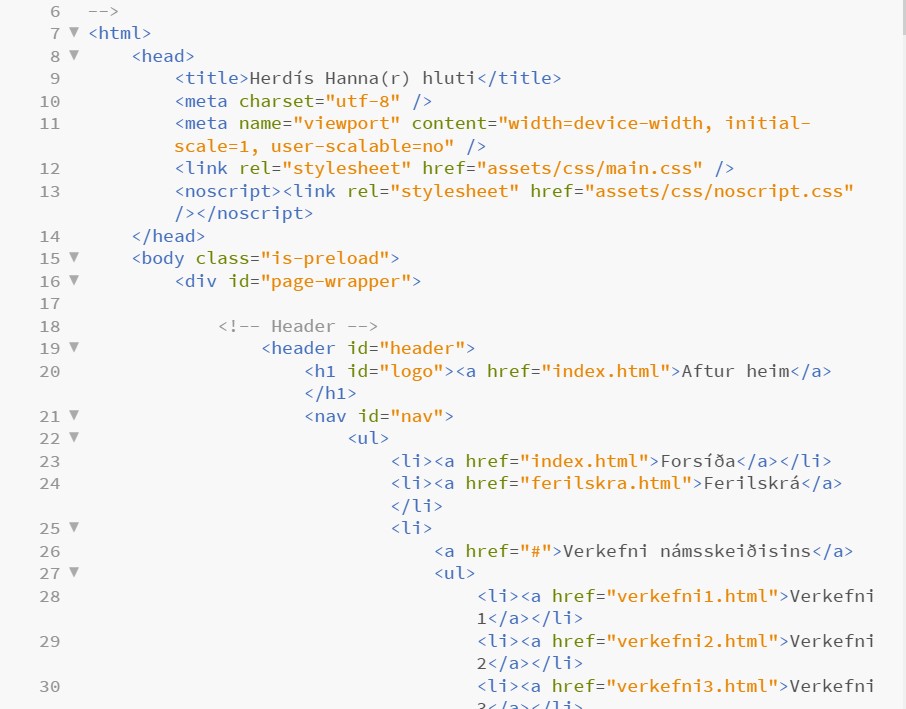 6 -->
7 <html>
8 <head>
9 <title>Herdís Hanna(r) hluti</title>
10 <meta charset="utf-8" />
11 <meta name="viewport" content="width=device-width, initial-
scale=1, user-scalable=no" />
12 <link rel="stylesheet" href="assets/css/main.css" />
13 <noscript><link rel="stylesheet" href="assets/css/noscript.css"
/></noscript>
14 </head>
15 <body class="is-preload">
16 <div id="page-wrapper">
17
18 <!-- Header -->
19 <header id="header">
20 <h1 id="logo"><a href="index.html">Aftur heim</a>
</h1>
21 <nav id="nav">
22 <ul>
23 <li><a href="index.html">Forsíða</a></li>
24 <li><a href="ferilskra.html">Ferilskrá</a>
</li>
25 <li>
26 <a href="#">Verkefni námsskeiðisins</a>
27 <ul>
28 <li><a href="verkefni1.html">Verkefni
1</a></li>
29 <li><a href="verkefni2.html">Verkefni
2</a></li>
30 <li><a href="verkefni3.html">Verkefni
3</a></li>